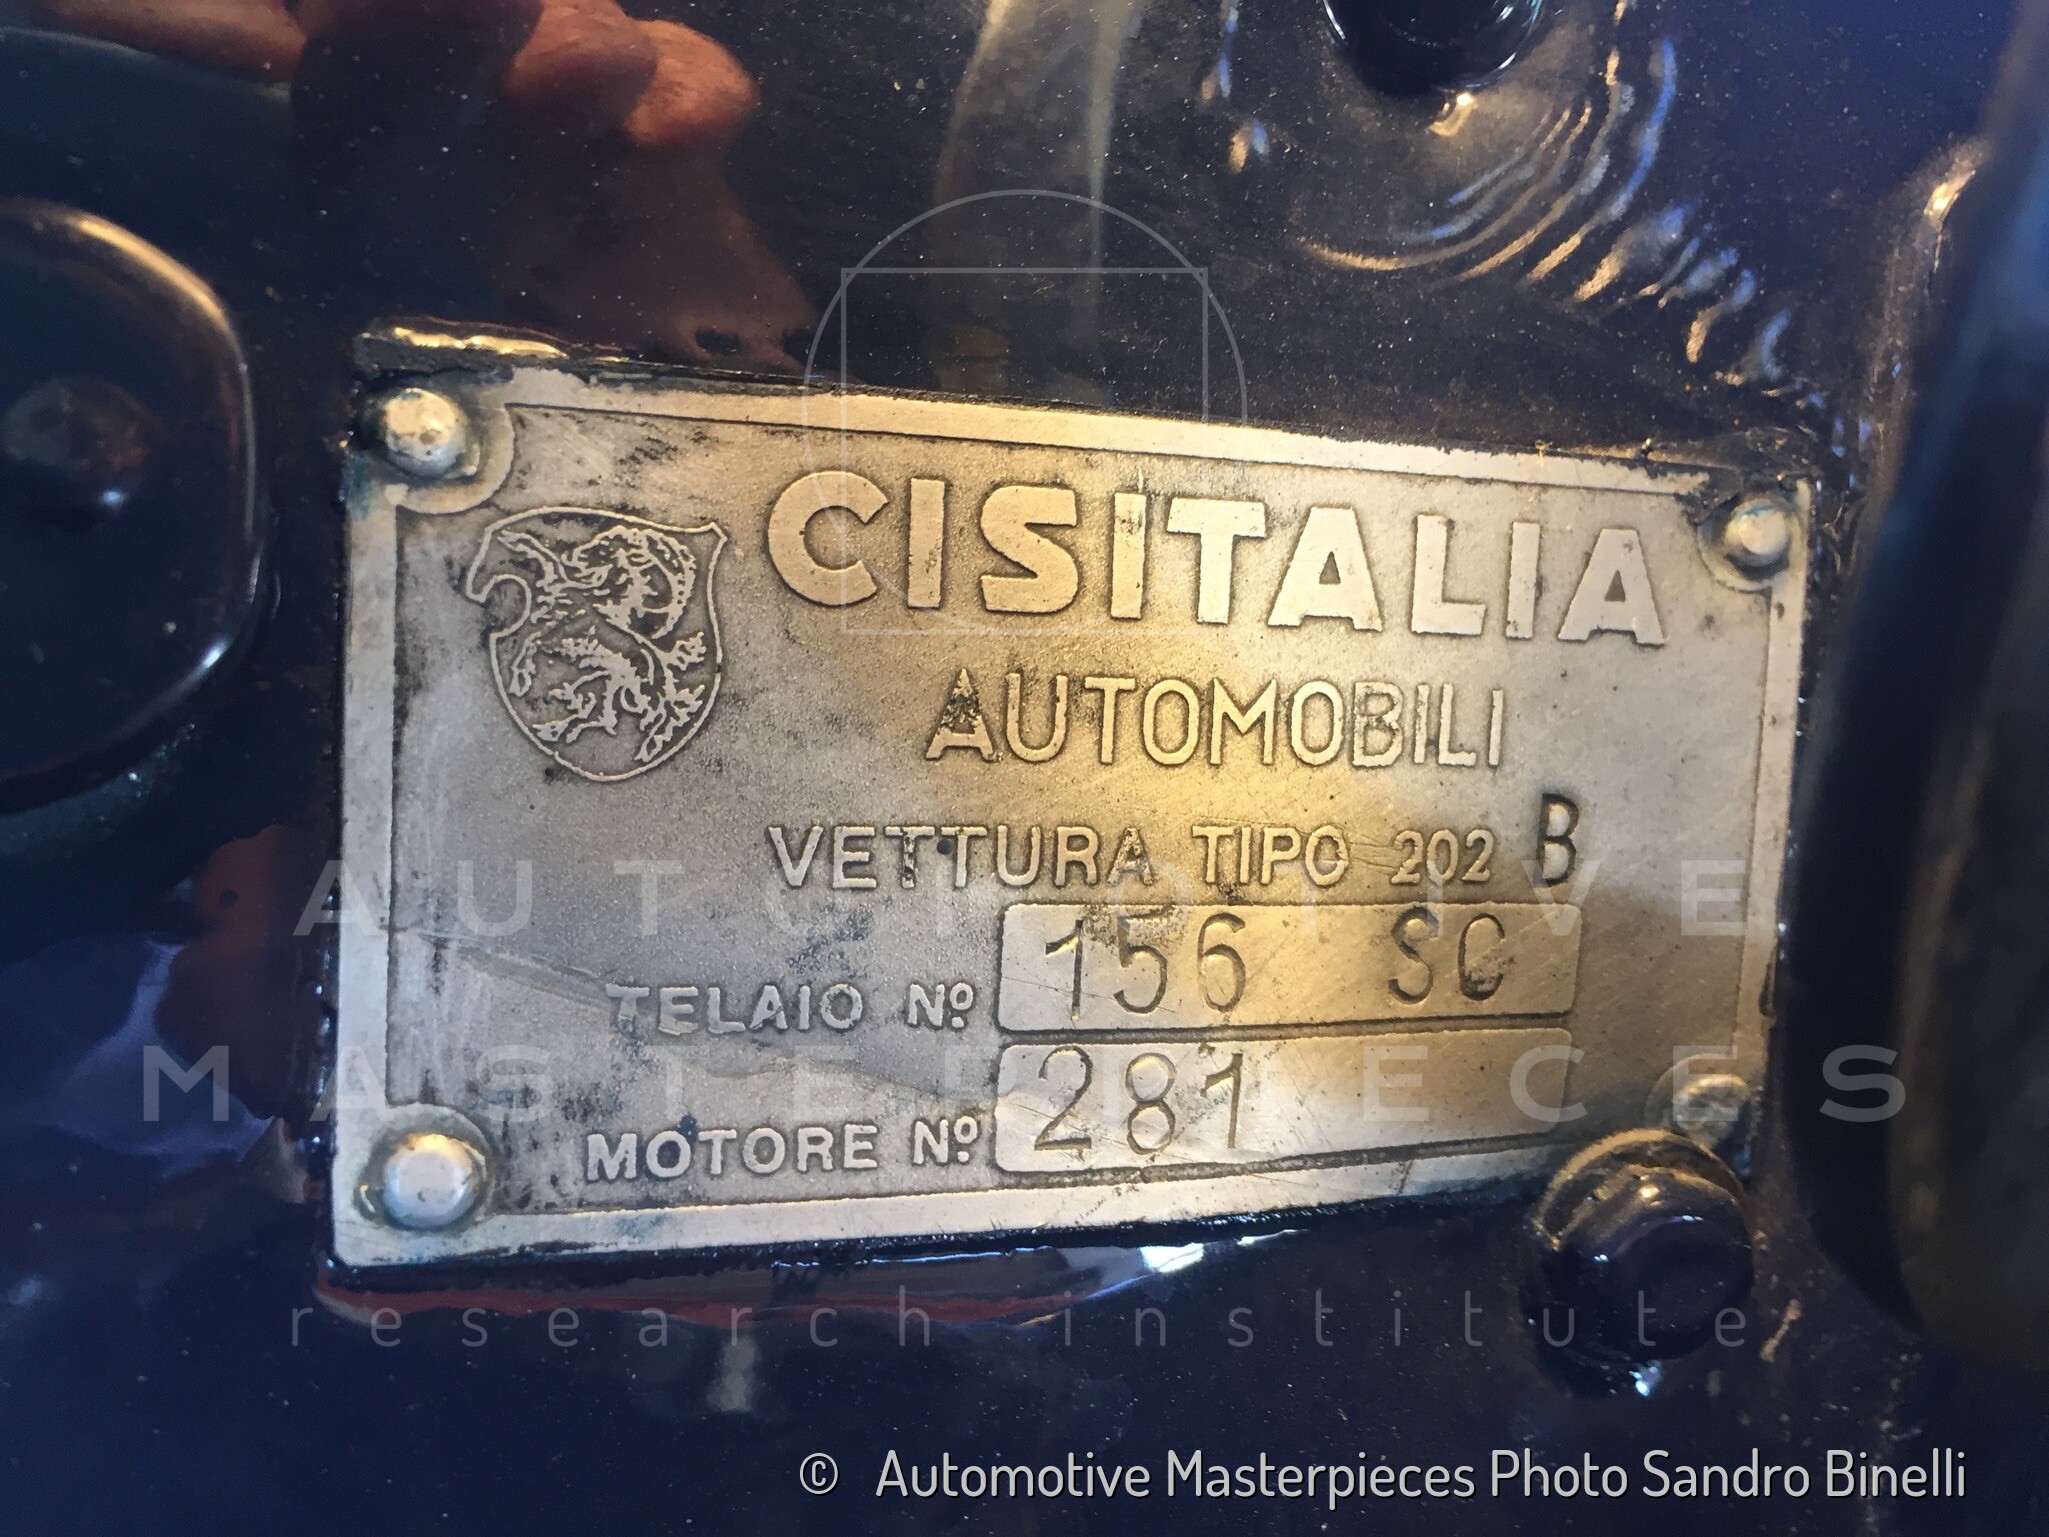 CISITALIA
AUTOMOBILI
VETTURA TIPO 202 B
TELAIO Nº 156 SC
MOTORE Nº 281
AUTOMOTIVE
MASTERPIECES
research institute
© Automotive Masterpieces Photo Sandro Binelli